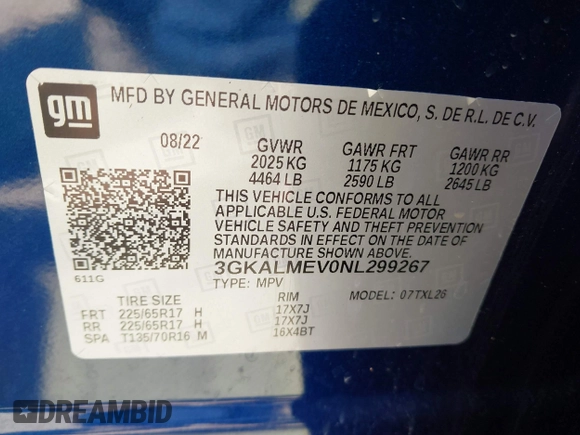 gm
MFD BY GENERAL MOTORS DE MEXICO, S. DE R.L. DE C.V.
08/22 GVWR GAWR FRT GAWR RR
2025 KG 1175 KG 1200 KG
4464 LB 2590 LB 2645 LB
THIS VEHICLE CONFORMS TO ALL
APPLICABLE U.S. FEDERAL MOTOR
VEHICLE SAFETY AND THEFT PREVENTION
STANDARDS IN EFFECT ON THE DATE OF
MANUFACTURE SHOWN ABOVE.
3GKALMEV0NL299267
611G
TYPE: MPV MODEL: 07TXL26
TIRE SIZE RIM
FRT 225/65R17 H 17X7J
RR 225/65R17 H 17X7J
SPA T135/70R16 M 16X4BT
DREAMBID